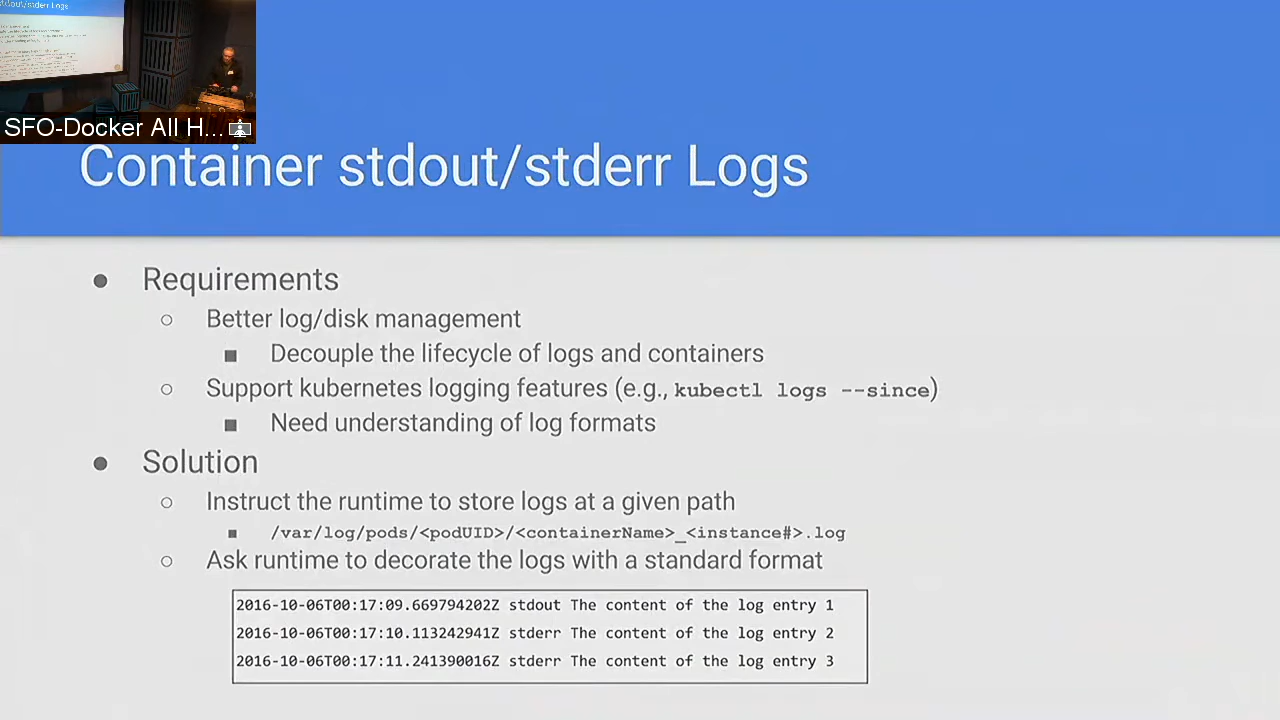 stdout/stderr Logs
SFO-Docker All H...
Container stdout/stderr Logs
● Requirements
○ Better log/disk management
■ Decouple the lifecycle of logs and containers
○ Support kubernetes logging features (e.g., kubectl logs --since)
■ Need understanding of log formats
● Solution
○ Instruct the runtime to store logs at a given path
■ /var/log/pods/<podUID>/<containerName>_<instance#>.log
○ Ask runtime to decorate the logs with a standard format
2016-10-06T00:17:09.669794202Z stdout The content of the log entry 1
2016-10-06T00:17:10.113242941Z stderr The content of the log entry 2
2016-10-06T00:17:11.241390016Z stderr The content of the log entry 3